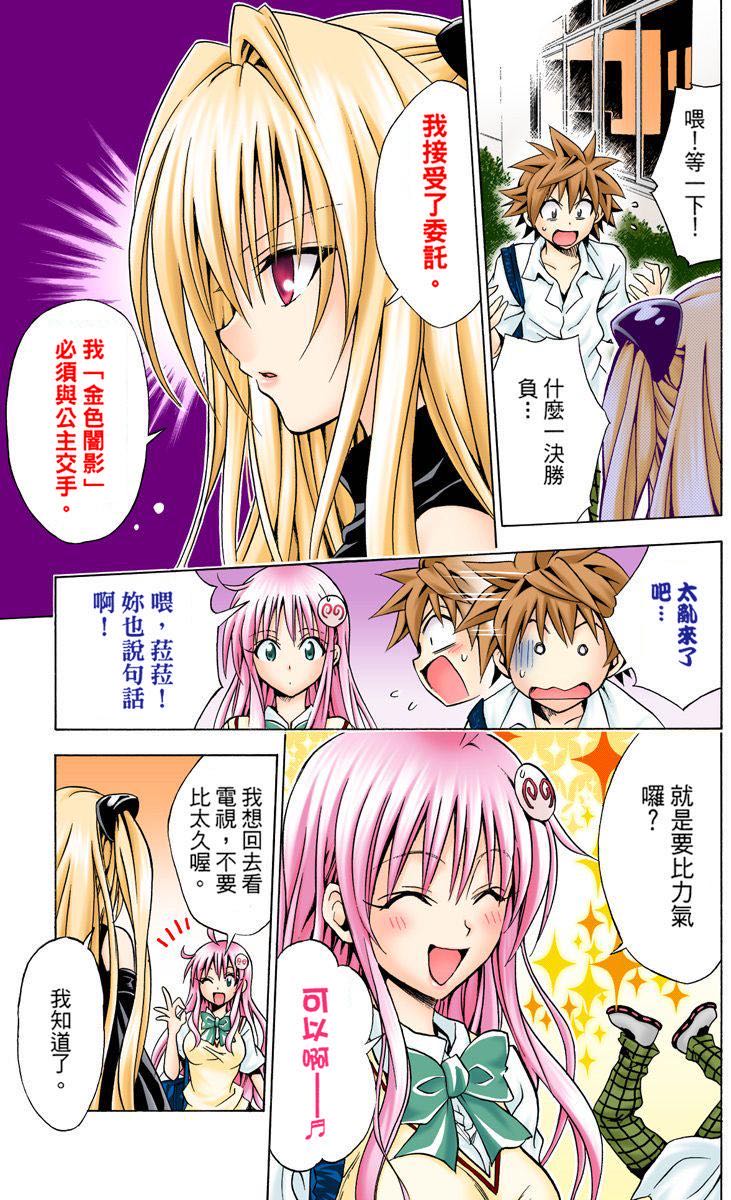 喂！等一下！
什麼一決勝
負…
我接受了委託。
我「金色闇影」
必須與公主交手。
太亂來了
吧…
喂，菈菈！
妳也說句話
啊！
就是要比力氣
囉？
可以啊──♬
我想回去看
電視，不要
比太久喔。
我知道了。